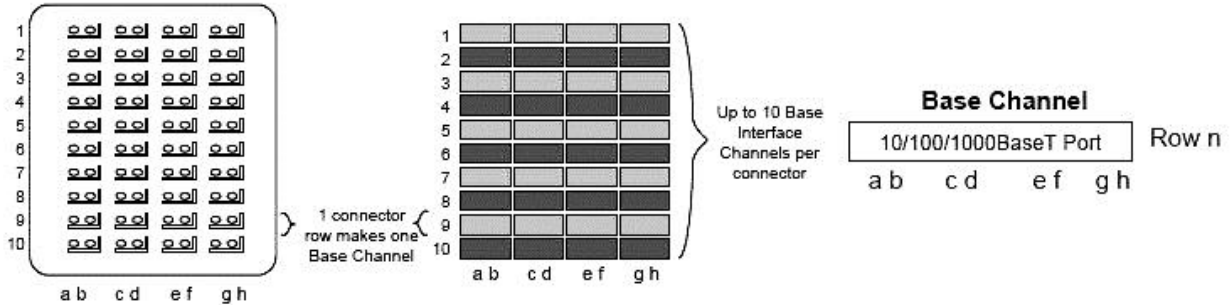 1
2
3
4
5
6
7
8
9
10
a b c d e f g h
1 connector
row makes one
Base Channel
1
2
3
4
5
6
7
8
9
10
a b c d e f g h
Up to 10 Base
Interface
Channels per
connector
Base Channel
10/100/1000BaseT Port
Row n
a b c d e f g h